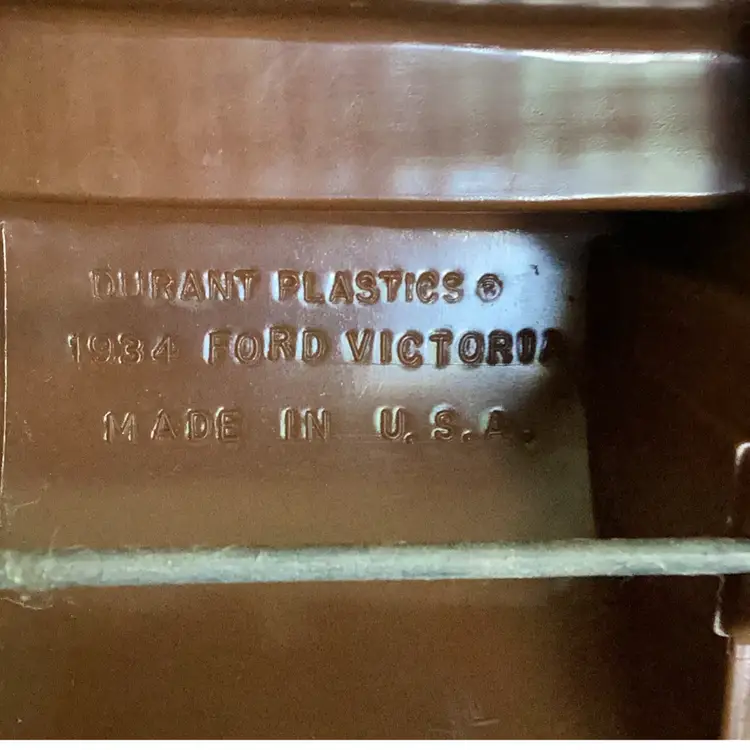 DURANT PLASTICS®
1934 FORD VICTORIA
MADE IN U.S.A.